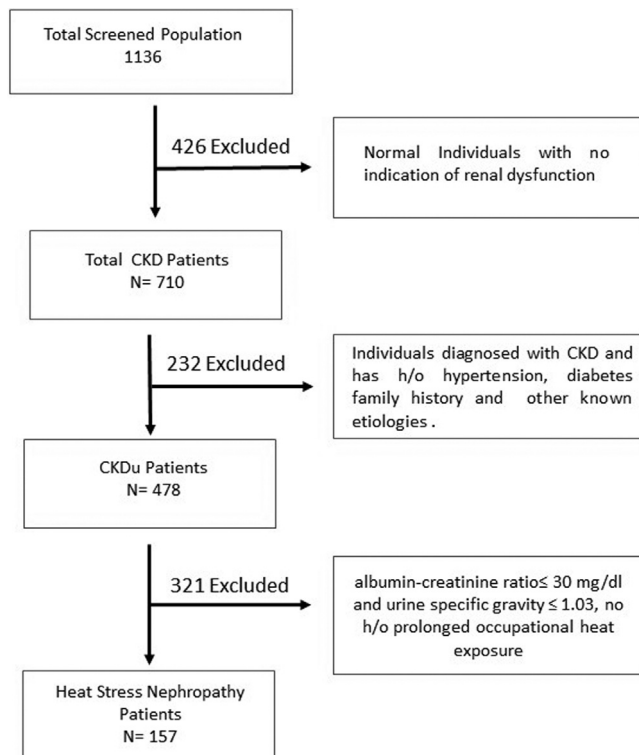 Total Screened Population
1136
426 Excluded
Normal Individuals with no
indication of renal dysfunction
Total CKD Patients
N= 710
232 Excluded
Individuals diagnosed with CKD and
has h/o hypertension, diabetes
family history and other known
etiologies .
CKDu Patients
N= 478
321 Excluded
albumin-creatinine ratio≤ 30 mg/dl
and urine specific gravity ≤ 1.03, no
h/o prolonged occupational heat
exposure
Heat Stress Nephropathy
Patients
N= 157